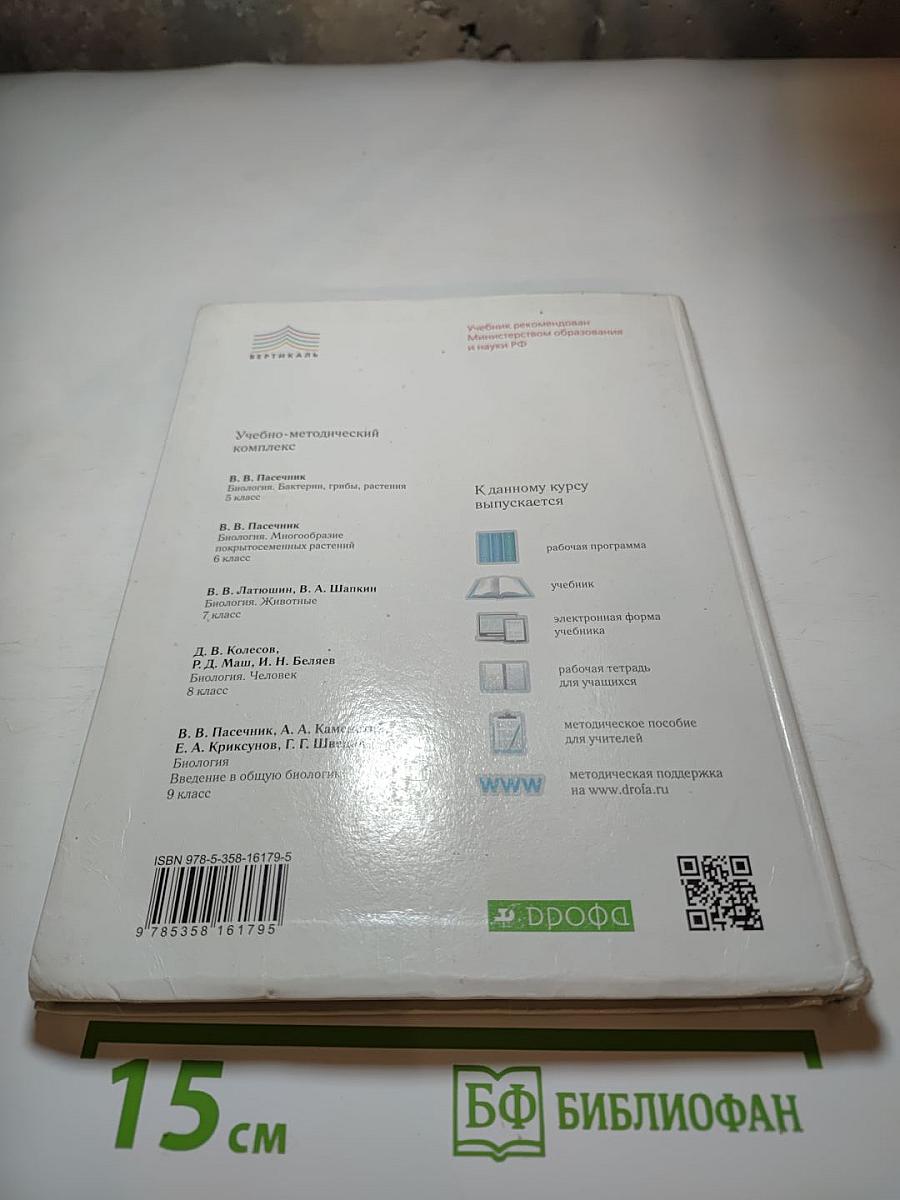 ВЕРТИКАЛЬ
Учебник рекомендован
Министерством образования
и науки РФ
Учебно-методический
комплекс
В. В. Пасечник
Биология. Бактерии, грибы, растения
5 класс
В. В. Пасечник
Биология. Многообразие
покрытосеменных растений
6 класс
В. В. Латюшин, В. А. Шапкин
Биология. Животные
7 класс
Д. В. Колесов,
Р. Д. Маш, И. Н. Беляев
Биология. Человек
8 класс
В. В. Пасечник, А. А.
Е. А. Криксунов, Г. Г.
Биология
Введение в общую биологию
9 класс
К данному курсу
выпускается
рабочая программа
учебник
электронная форма
учебника
рабочая тетрадь
для учащихся
методическое пособие
для учителей
www
методическая поддержка
на www.drofa.ru
ISBN 978-5-358-16179-5
9 785358 161795
дрофа
15 см
БФ БИБЛИОФАН